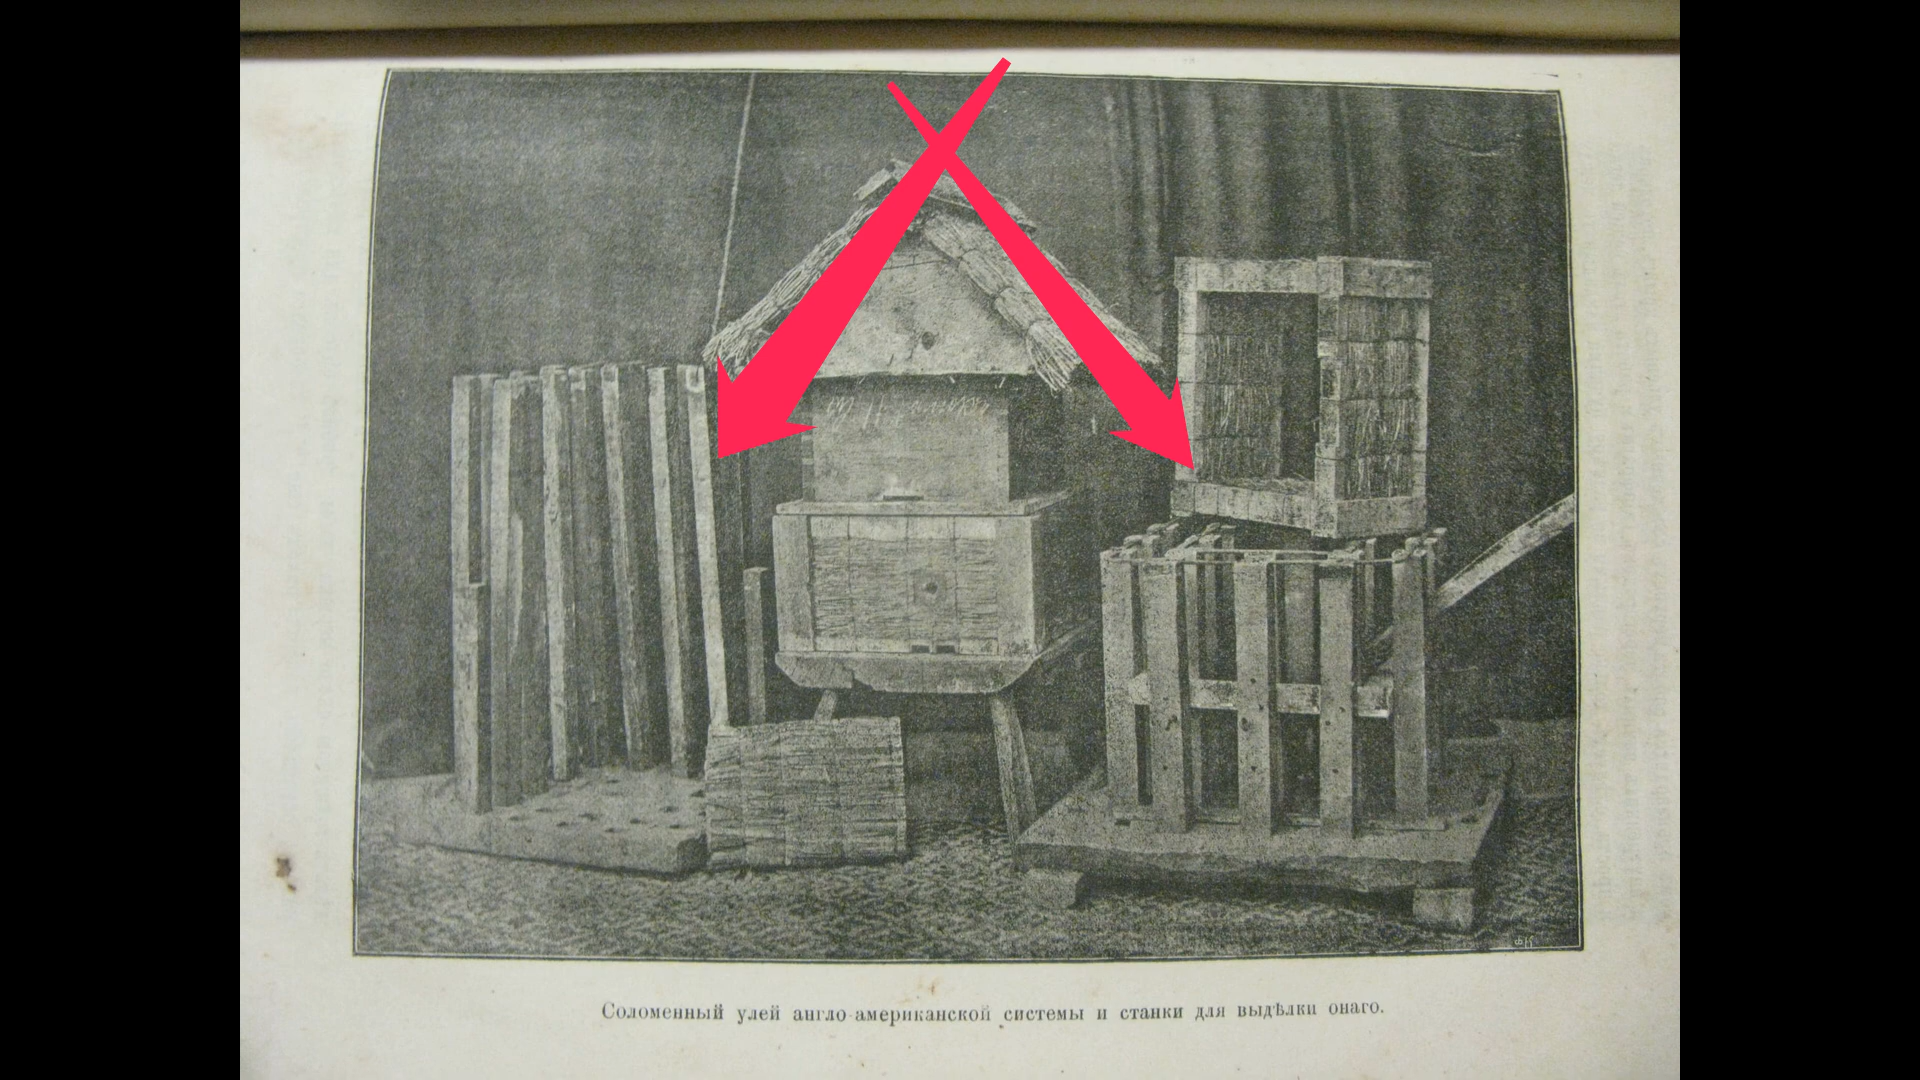 Соломенный улей англо-американской системы и станки для выдѣлки онаго.